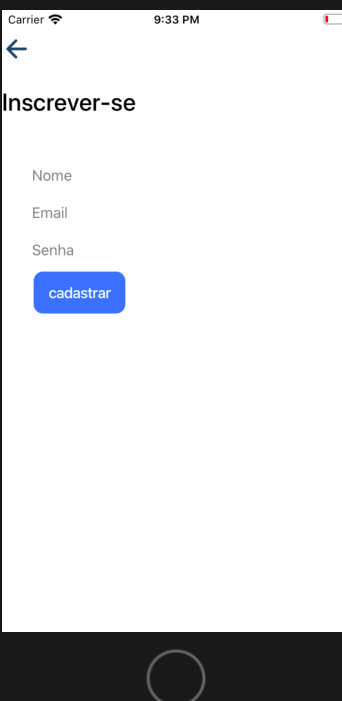 Carrier 9:33 PM
Inscrever-se
Nome
Email
Senha
cadastrar